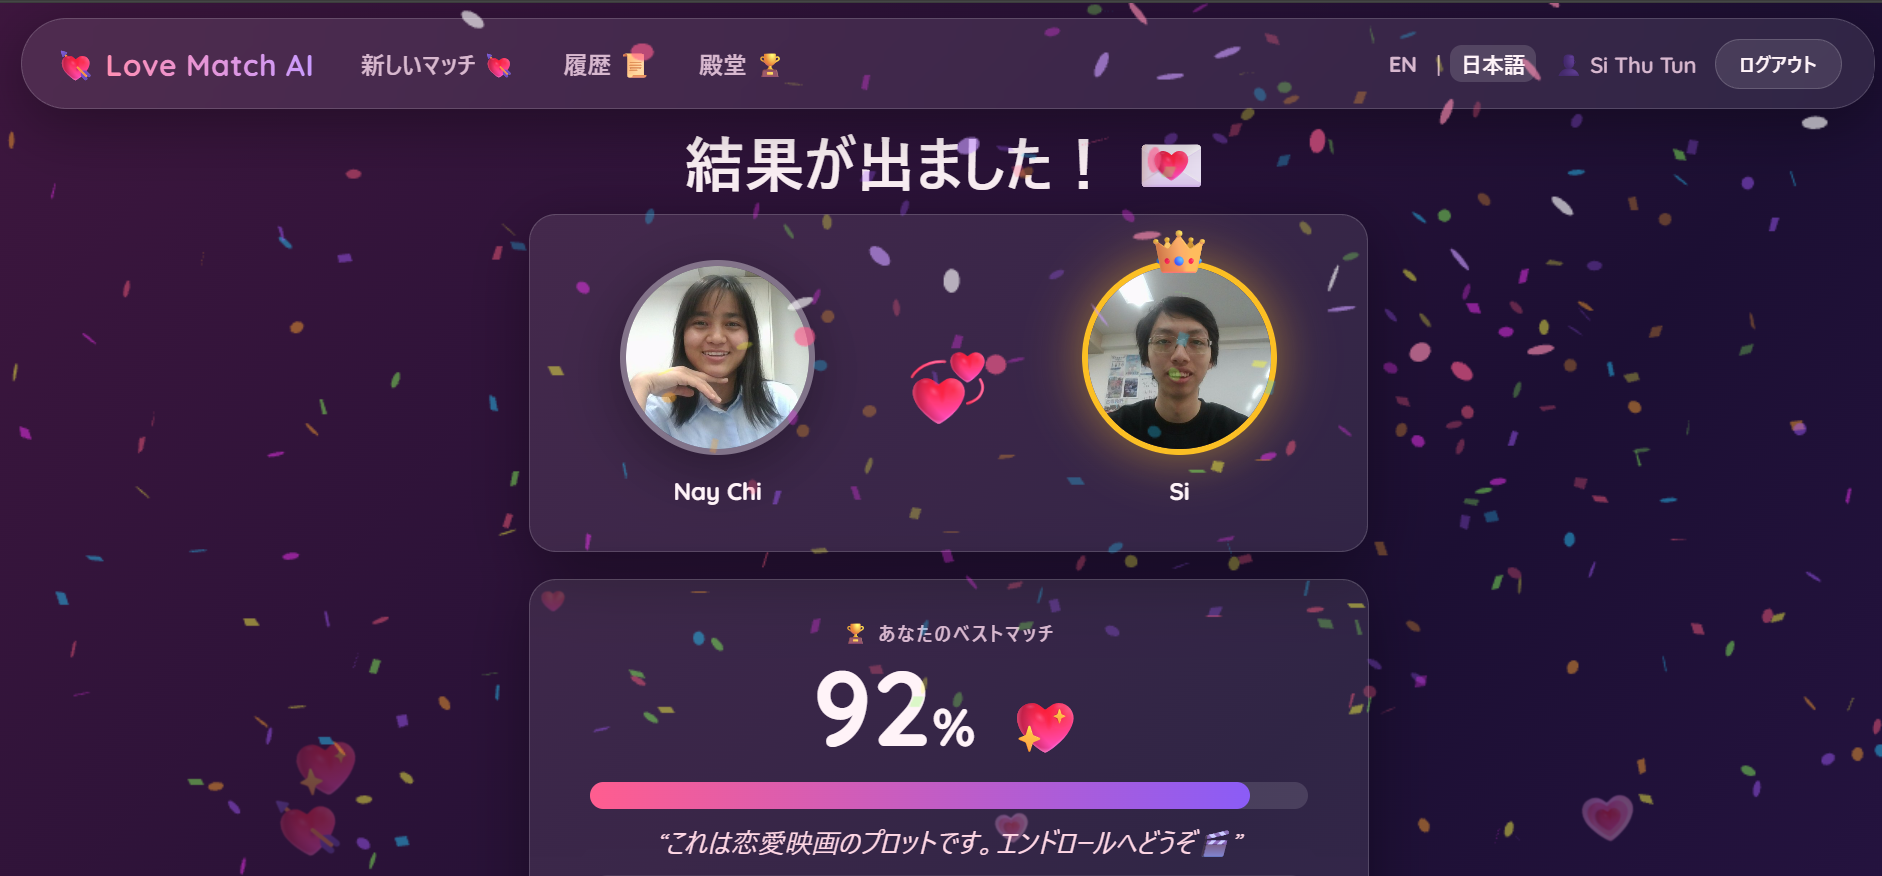 Love Match AI
新しいマッチ
履歴
殿堂
EN | 日本語
Si Thu Tun
ログアウト
結果が出ました！
Nay Chi
Si
あなたのベストマッチ
92%
“これは恋愛映画のプロットです。エンドロールへどうぞ🎬”